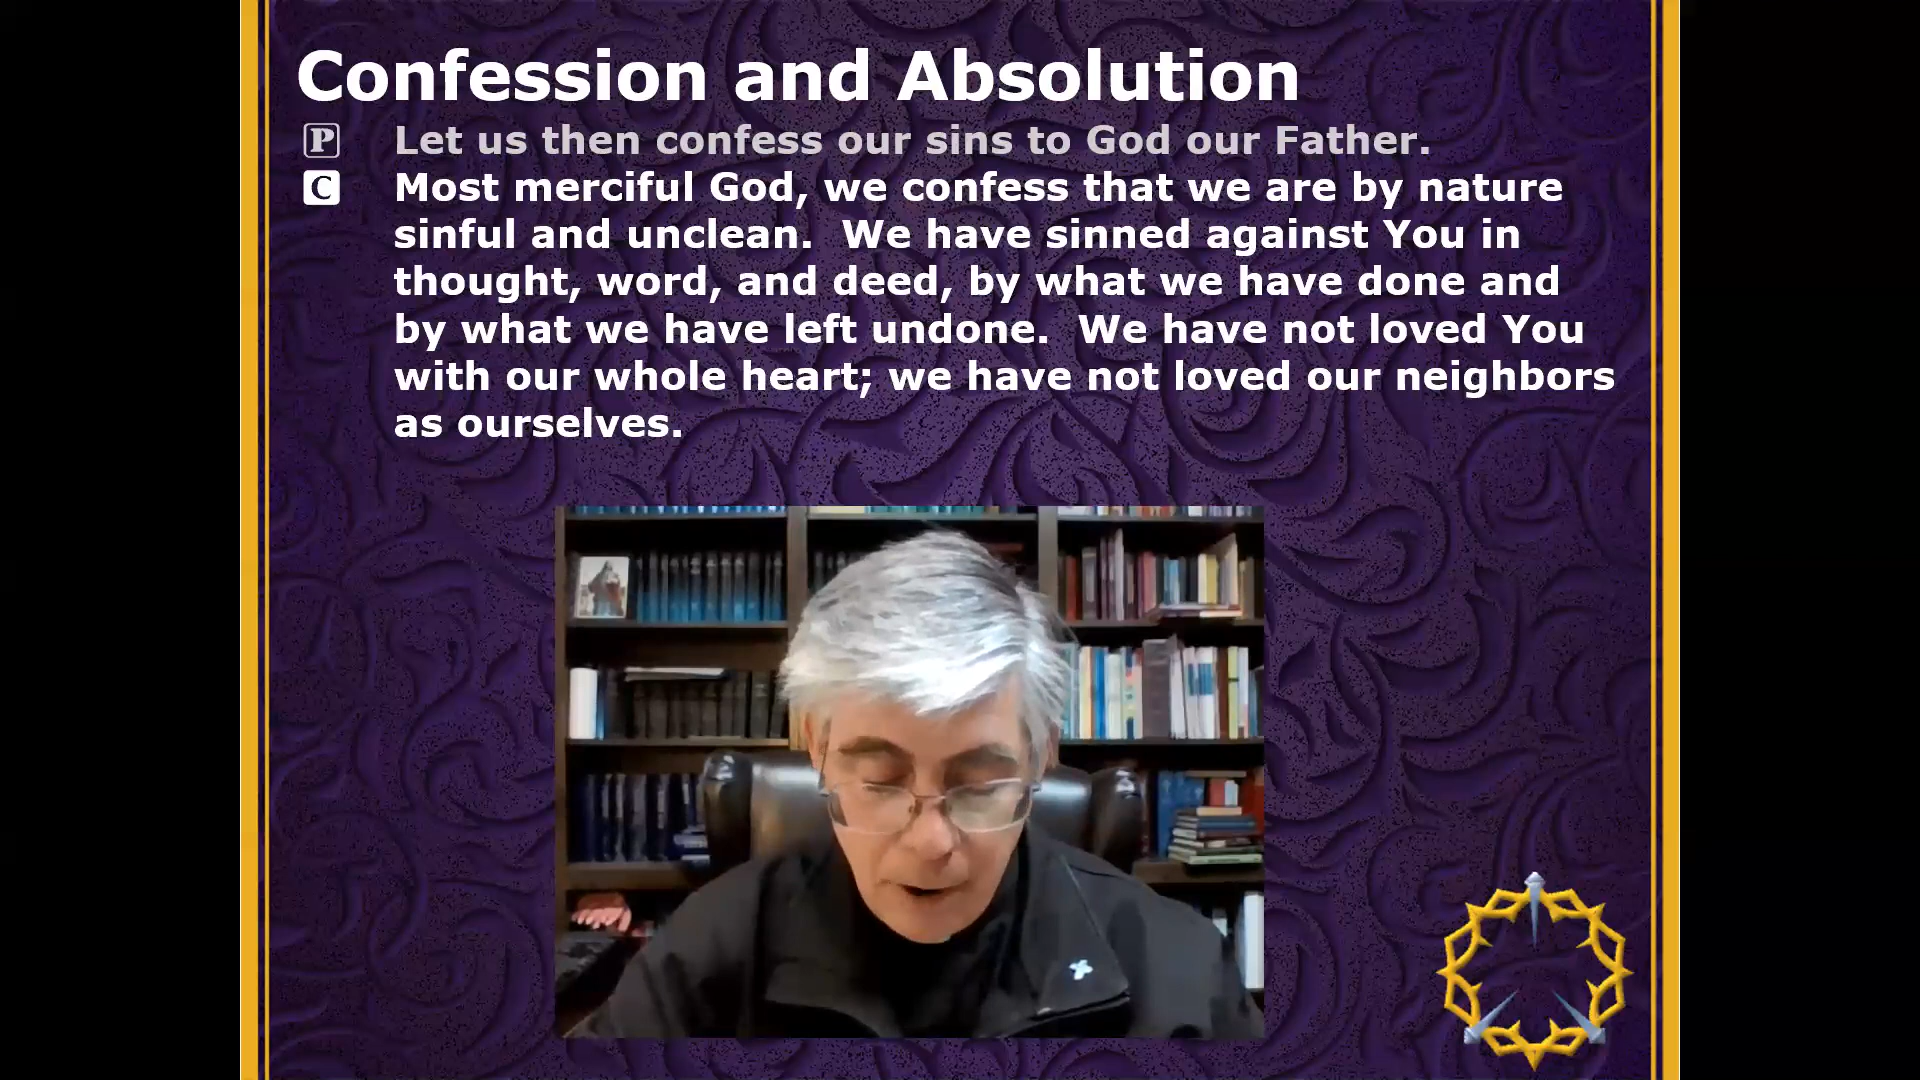 Confession and Absolution
P Let us then confess our sins to God our Father.
C Most merciful God, we confess that we are by nature
sinful and unclean.  We have sinned against You in
thought, word, and deed, by what we have done and
by what we have left undone.  We have not loved You
with our whole heart; we have not loved our neighbors
as ourselves.